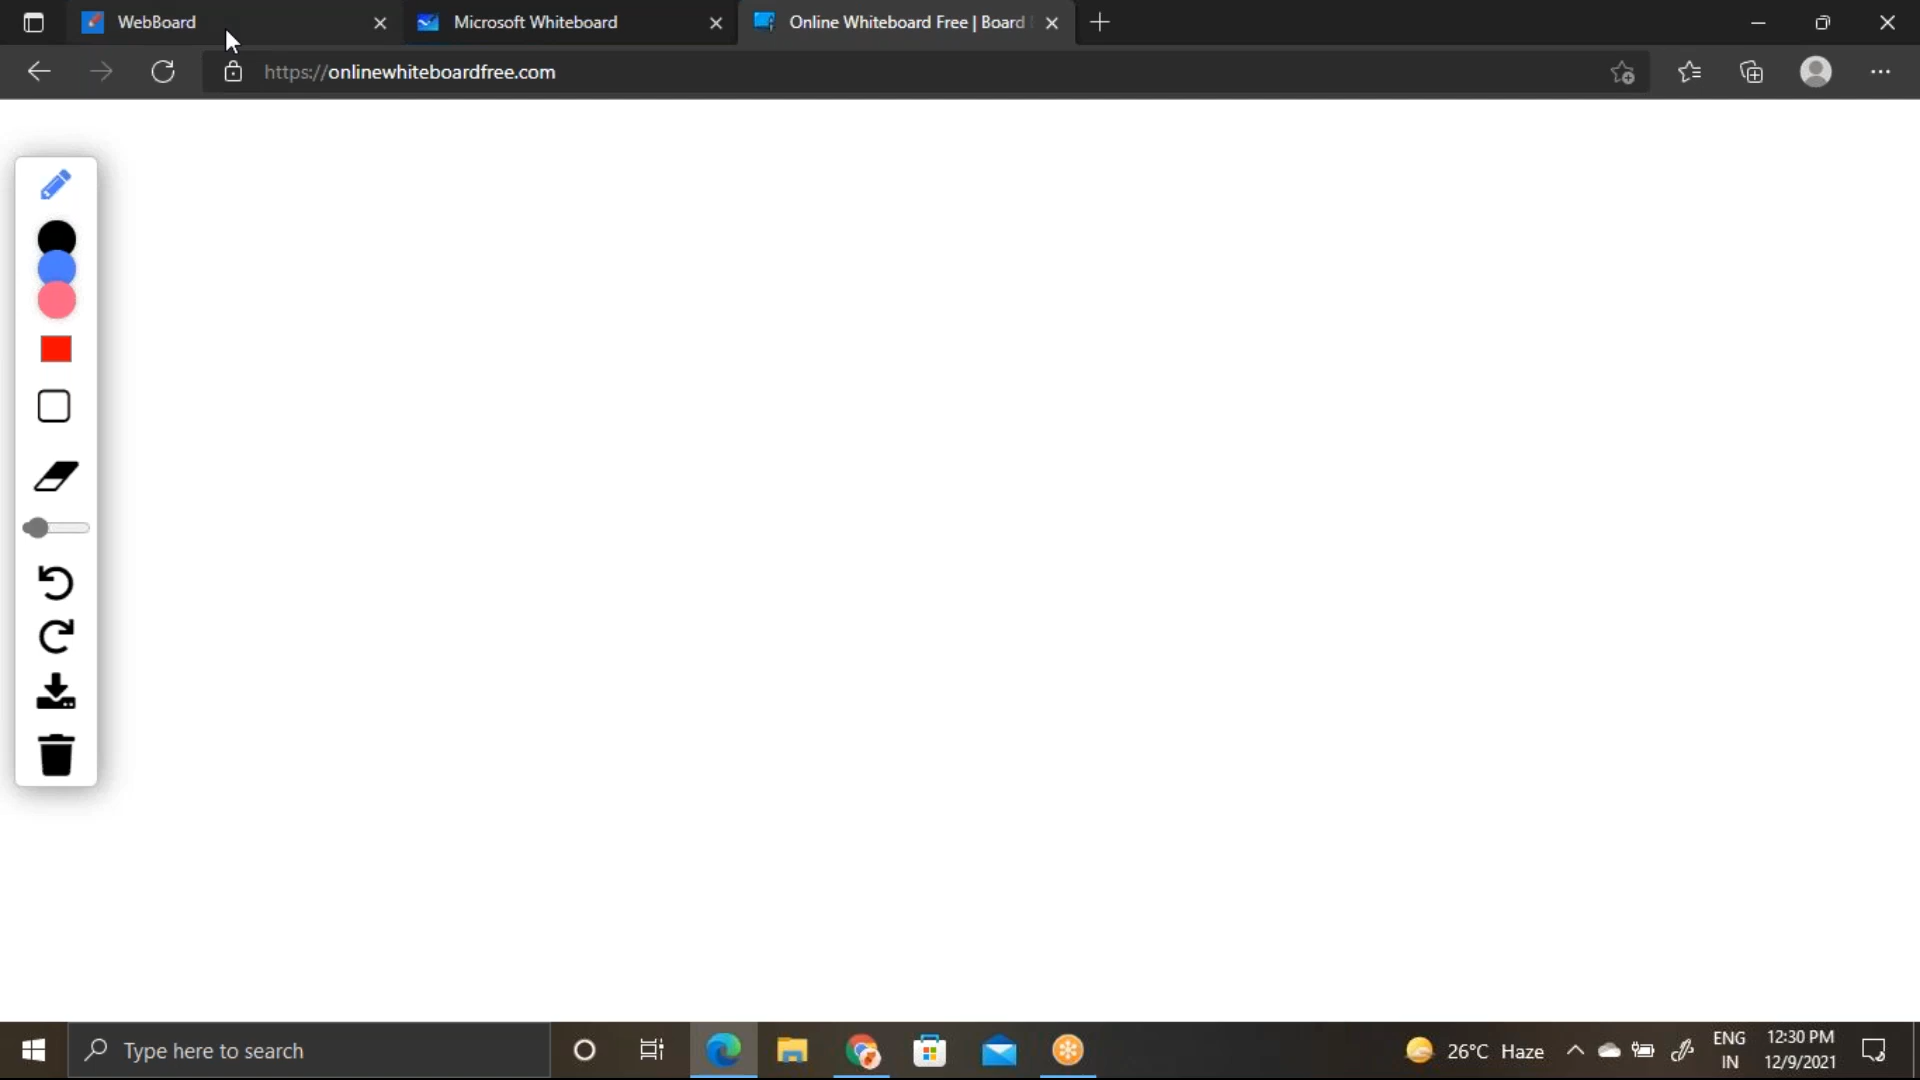 WebBoard
Microsoft Whiteboard
Online Whiteboard Free | Board
https://onlinewhiteboardfree.com
Type here to search
26°C Haze
ENG
IN
12:30 PM
12/9/2021